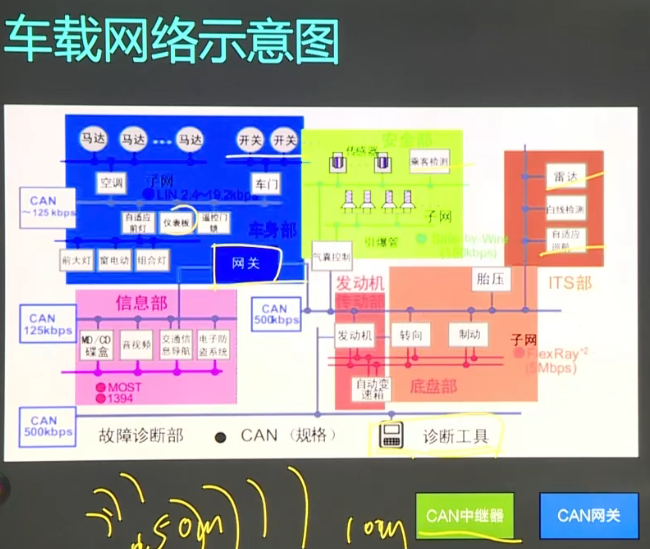 车载网络示意图
马达 马达 ••• 马达 开关 开关
安全部
传感器
乘客检测
空调 子网 车门
LIN 2.4~19.2kbps
雷达
CAN
~125kbps
自适应前灯 仪表板 遥控门锁
车身部
子网
白线检测
引爆管
Safe-by-Wire
(150kbps)
自适应巡航
前大灯 窗电动 组合灯
网关
气囊控制
胎压
ITS部
信息部
发动机
传动部
CAN
125kbps
CAN
500kbps
MD/CD碟盒 音视频 交通信息导航 电子防盗系统
发动机 转向 制动
子网
FlexRay*2
(5Mbps)
MOST
1394
自动变速箱
底盘部
CAN
500kbps
故障诊断部 ● CAN（规格）
诊断工具
CAN中继器 CAN网关